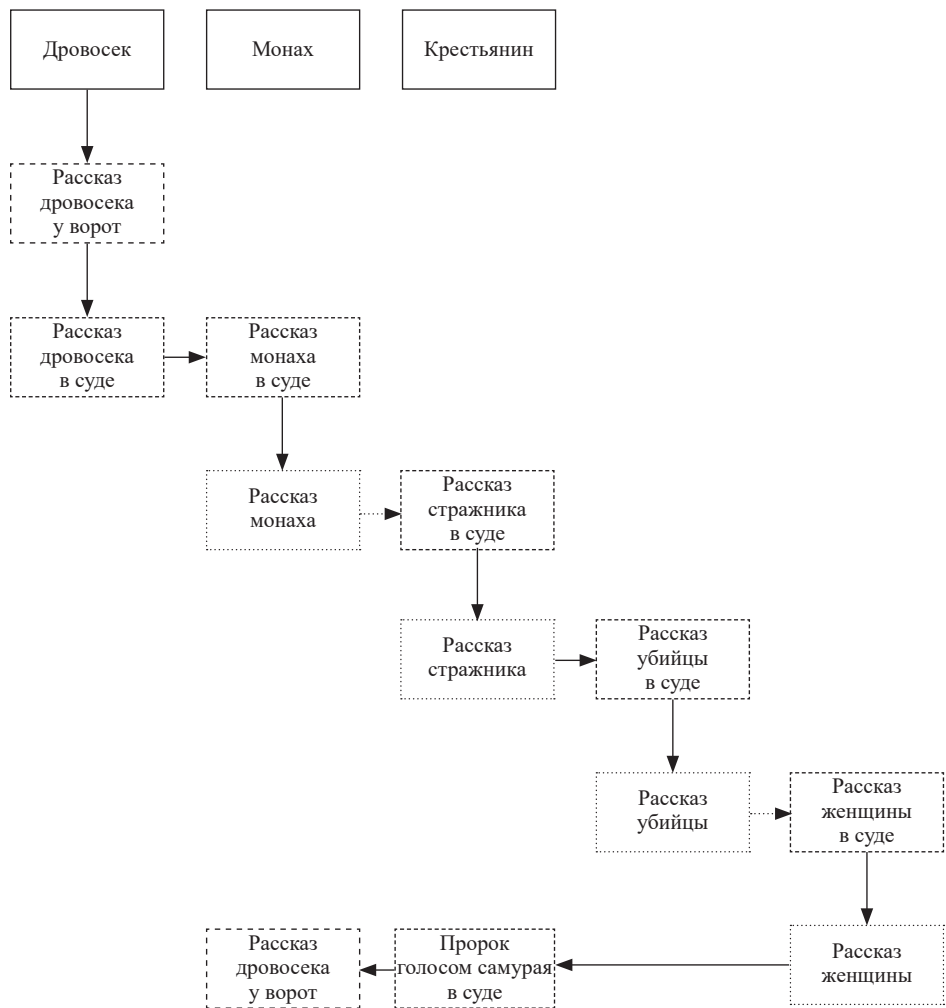 Дровосек
Монах
Крестьянин
Рассказ
дровосека
у ворот
Рассказ
дровосека
в суде
Рассказ
монаха
в суде
Рассказ
монаха
Рассказ
стражника
в суде
Рассказ
стражника
Рассказ
убийцы
в суде
Рассказ
убийцы
Рассказ
женщины
в суде
Рассказ
дровосека
у ворот
Пророк
голосом самурая
в суде
Рассказ
женщины